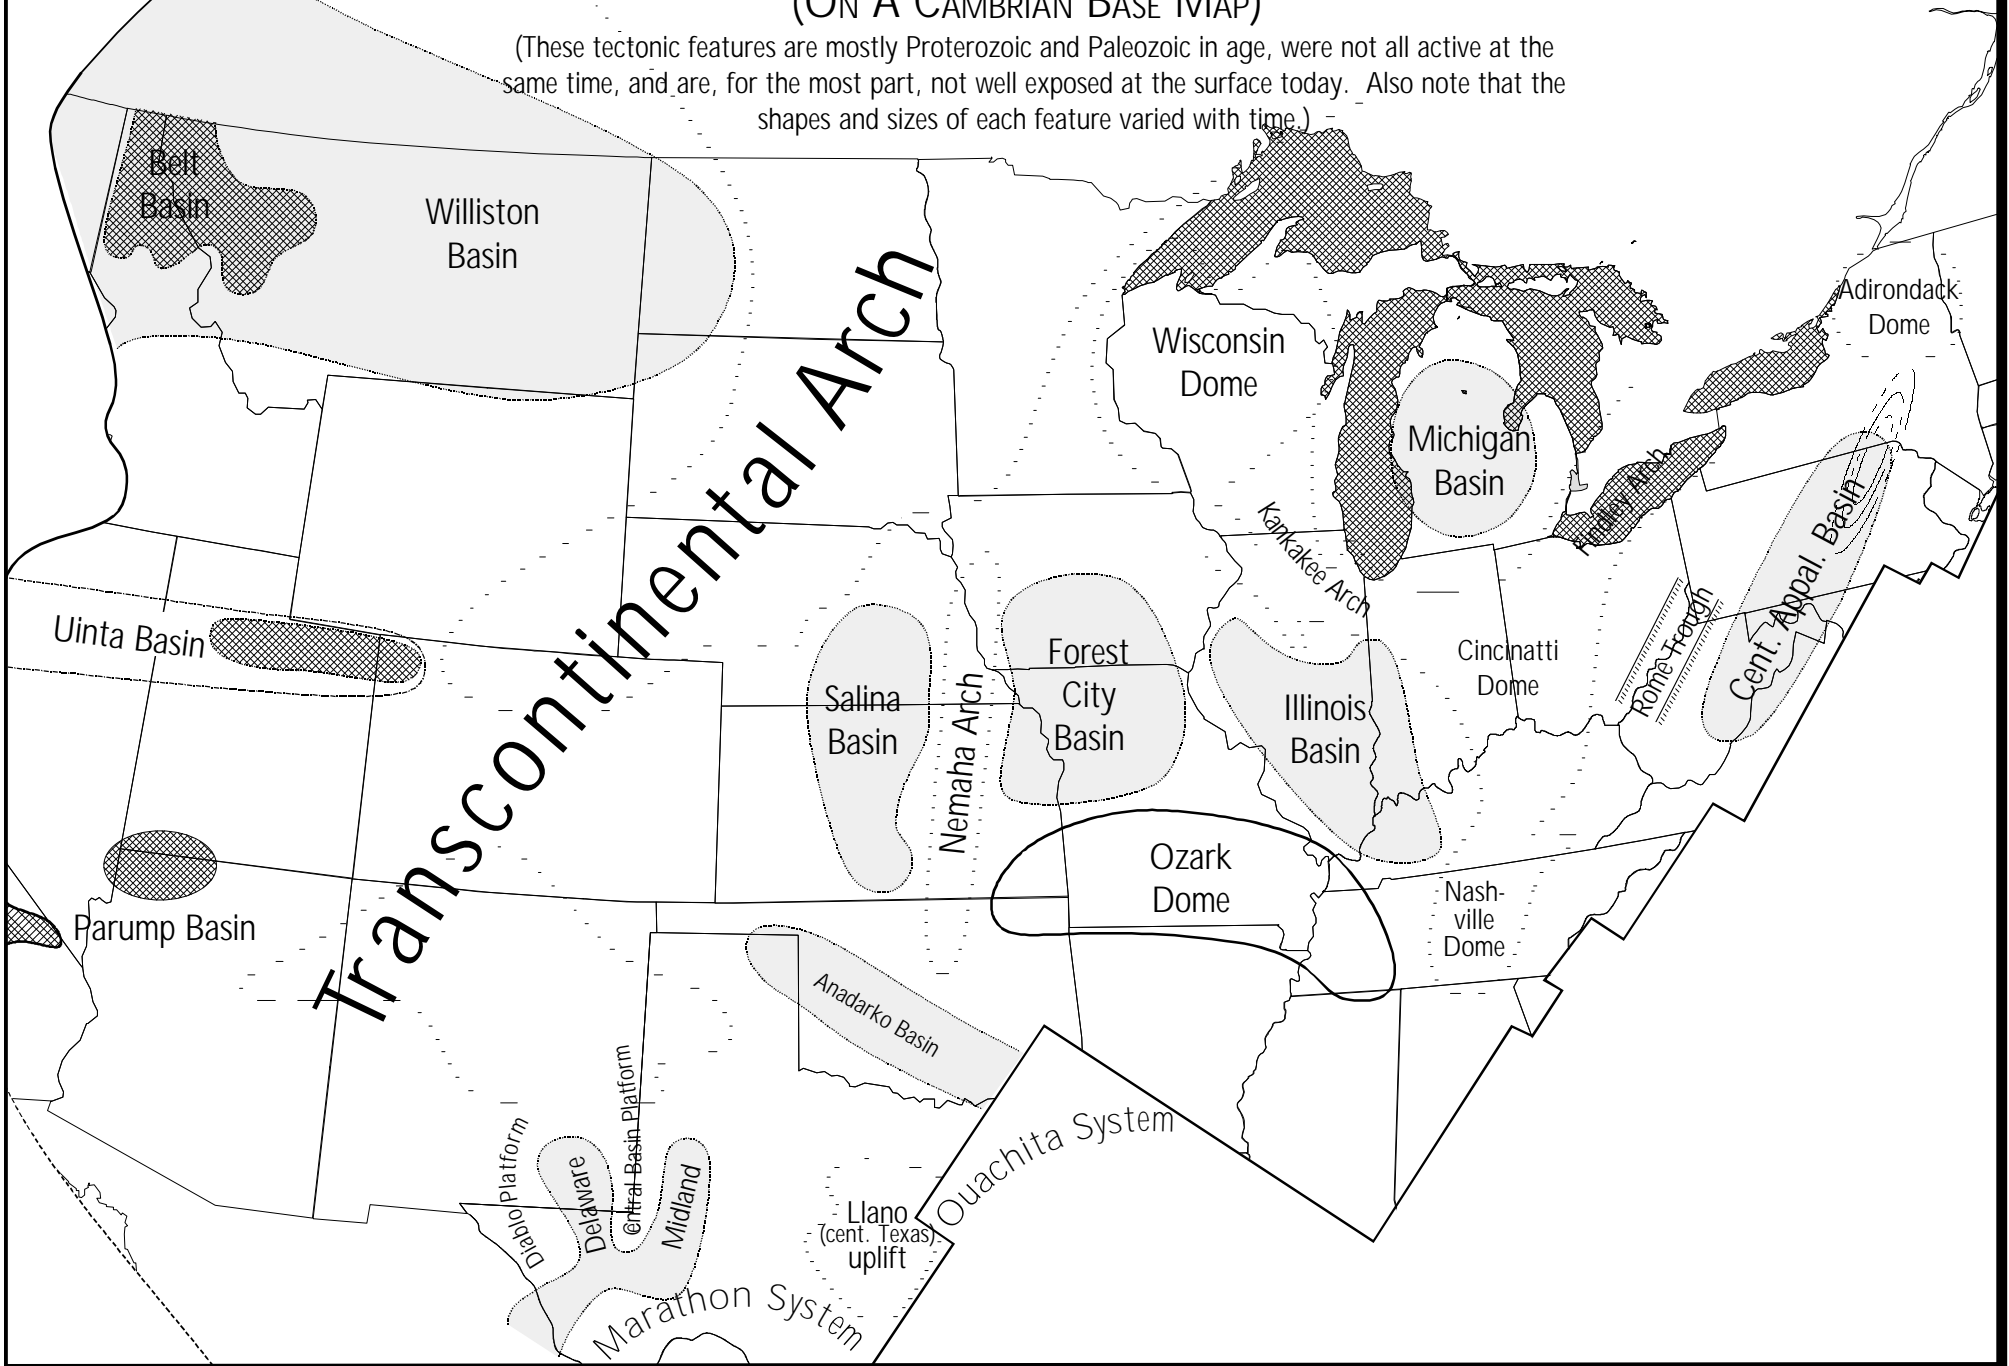 (ON A CAMBRIAN BASE MAP)
(These tectonic features are mostly Proterozoic and Paleozoic in age, were not all active at the
same time, and are, for the most part, not well exposed at the surface today. Also note that the
shapes and sizes of each feature varied with time.)
Belt
Basin
Williston
Basin
Transcontinental Arch
Wisconsin
Dome
Michigan
Basin
Adirondack
Dome
Kankakee Arch
Findley Arch
Cent. Appal. Basin
Rome Trough
Uinta Basin
Salina
Basin
Nemaha Arch
Forest
City
Basin
Illinois
Basin
Cincinatti
Dome
Ozark
Dome
Nash-
ville
Dome
Parump Basin
Anadarko Basin
Diablo Platform
Delaware
entral Basin Platform
Midland
Llano
(cent. Texas)
uplift
Ouachita System
Marathon System